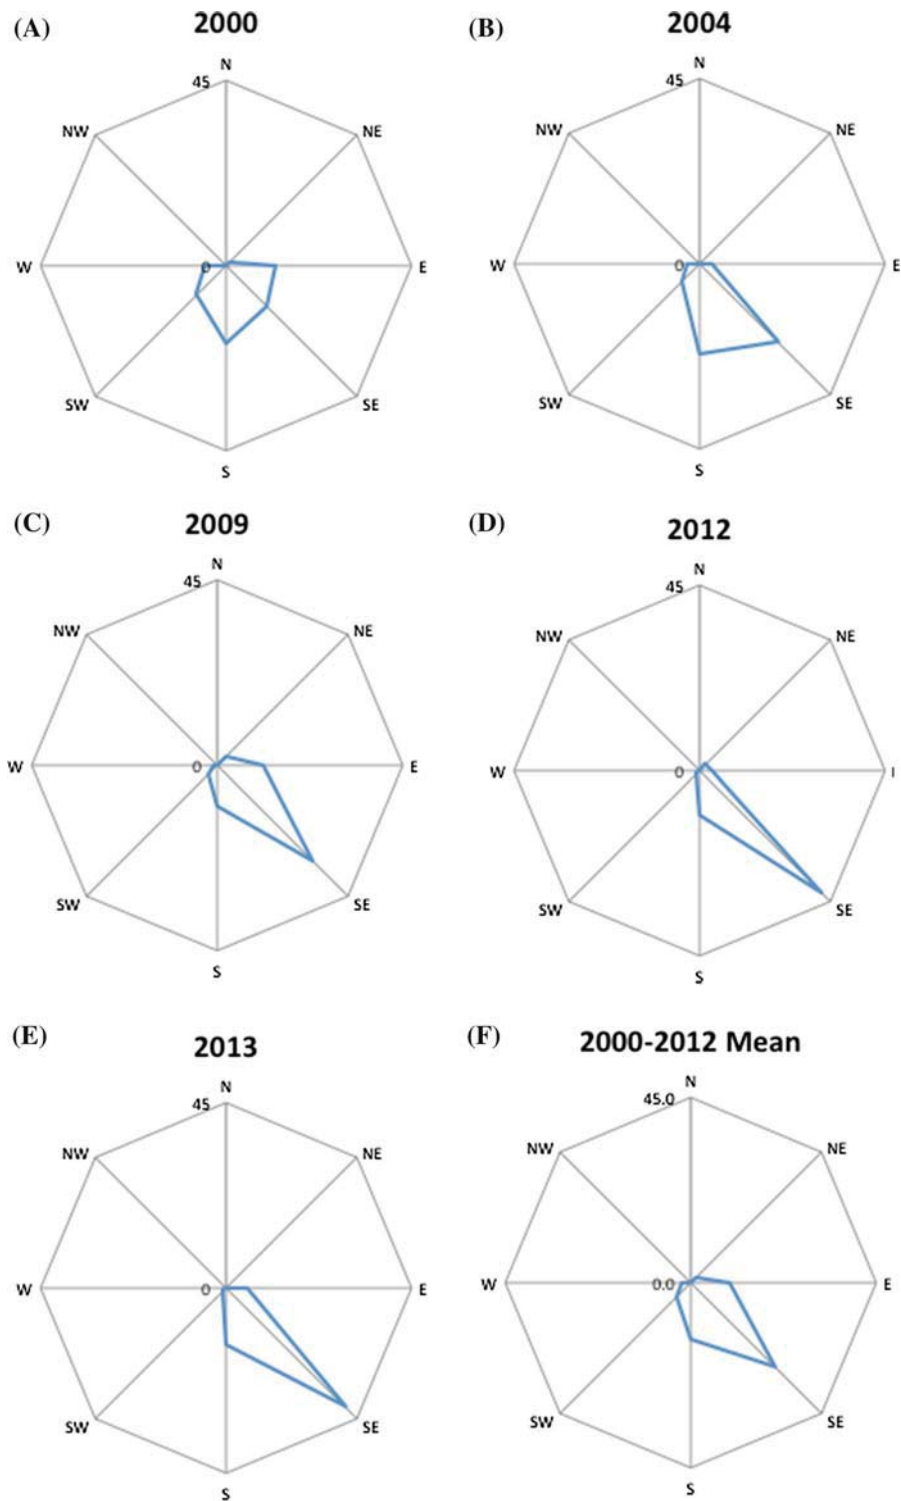 (A) 2000
N
45
NW NE
W 0 E
SW SE
S
(B) 2004
N
45
NW NE
W 0 E
SW SE
S
(C) 2009
N
45
NW NE
W 0 E
SW SE
S
(D) 2012
N
45
NW NE
W 0 I
SW SE
S
(E) 2013
N
45
NW NE
W 0 E
SW SE
S
(F) 2000-2012 Mean
N
45.0
NW NE
W 0.0 E
SW SE
S